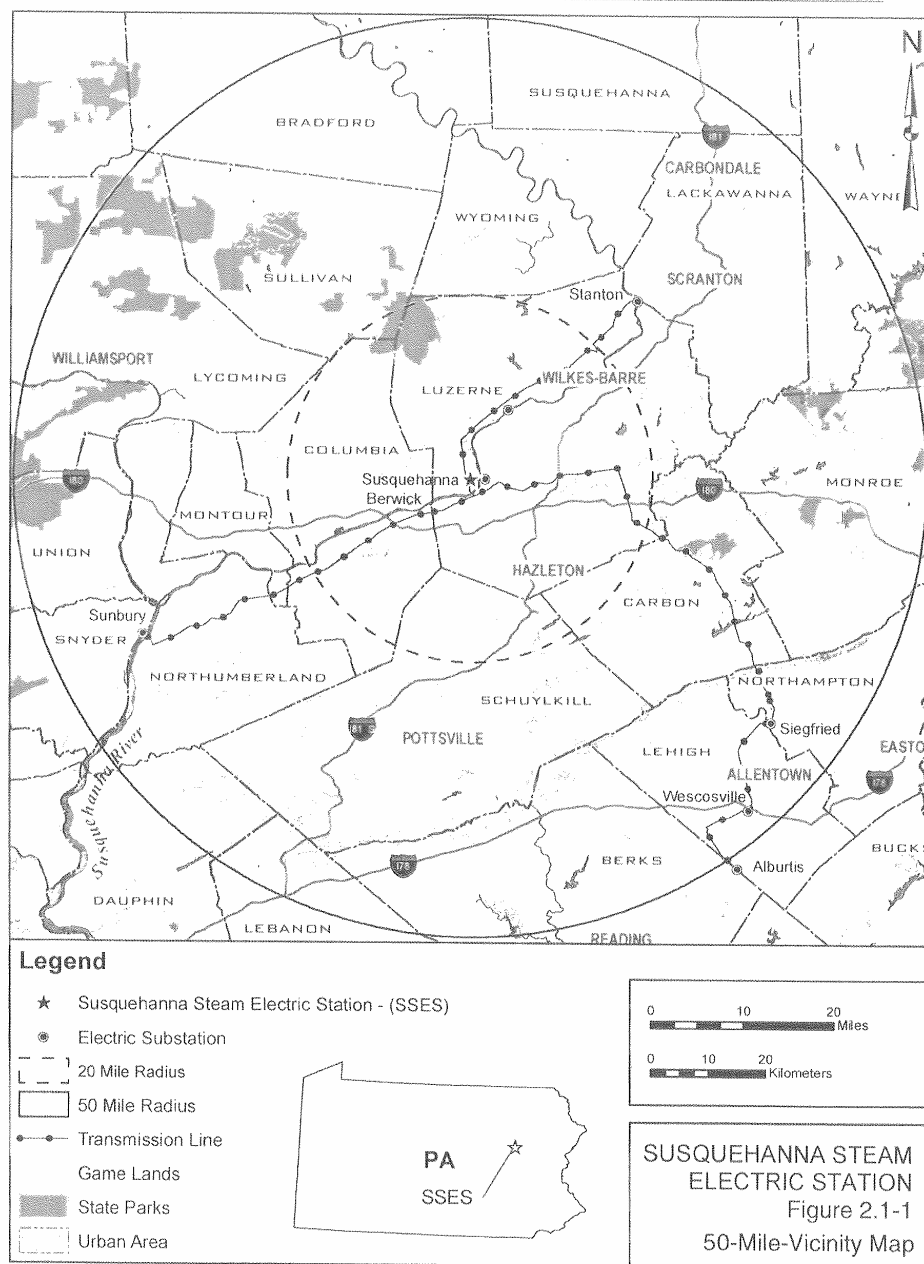 N
SUSQUEHANNA
BRADFORD
181
CARBONDALE
LACKAWANNA
WAYNE
WYOMING
SULLIVAN
Stanton
SCRANTON
WILLIAMSPORT
LYCOMING
LUZERNE
WILKES-BARRE
COLUMBIA
Susquehanna
Berwick
180
180
MONROE
MONTOUR
UNION
HAZLETON
CARBON
Sunbury
SNYDER
NORTHUMBERLAND
NORTHAMPTON
SCHUYLKILL
Siegfried
POTTSVILLE
LEHIGH
EASTO
ALLENTOWN
Susquehanna River
Wescosville
178
BERKS
BUCKS
Alburtis
DAUPHIN
LEBANON
READING
Legend
Susquehanna Steam Electric Station - (SSES)
Electric Substation
20 Mile Radius
50 Mile Radius
Transmission Line
Game Lands
State Parks
Urban Area
PA
SSES
0 10 20
Miles
0 10 20
Kilometers
SUSQUEHANNA STEAM
ELECTRIC STATION
Figure 2.1-1
50-Mile-Vicinity Map